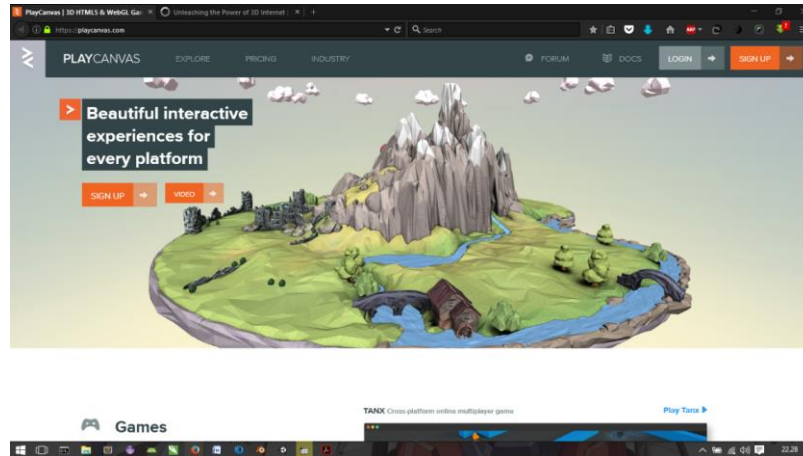 PlayCanvas | 3D HTML5 & WebGL Gam
Unleashing the Power of 3D Internet
https://playcanvas.com
Search
PLAYCANVAS
EXPLORE
PRICING
INDUSTRY
FORUM
DOCS
LOGIN
SIGN UP
Beautiful interactive
experiences for
every platform
SIGN UP
VIDEO
TANX Cross-platform online multiplayer game
Play Tanx
Games
22.28